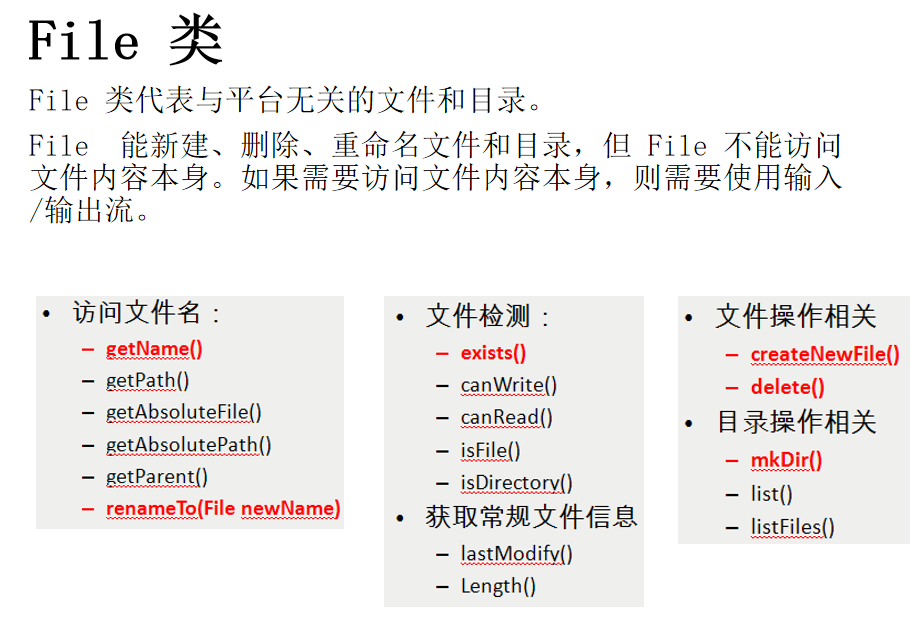 File 类
File 类代表与平台无关的文件和目录。
File 能新建、删除、重命名文件和目录，但 File 不能访问
文件内容本身。如果需要访问文件内容本身，则需要使用输入
/输出流。
• 访问文件名：
– getName()
– getPath()
– getAbsoluteFile()
– getAbsolutePath()
– getParent()
– renameTo(File newName)
• 文件检测：
– exists()
– canWrite()
– canRead()
– isFile()
– isDirectory()
• 获取常规文件信息
– lastModify()
– Length()
• 文件操作相关
– createNewFile()
– delete()
• 目录操作相关
– mkDir()
– list()
– listFiles()